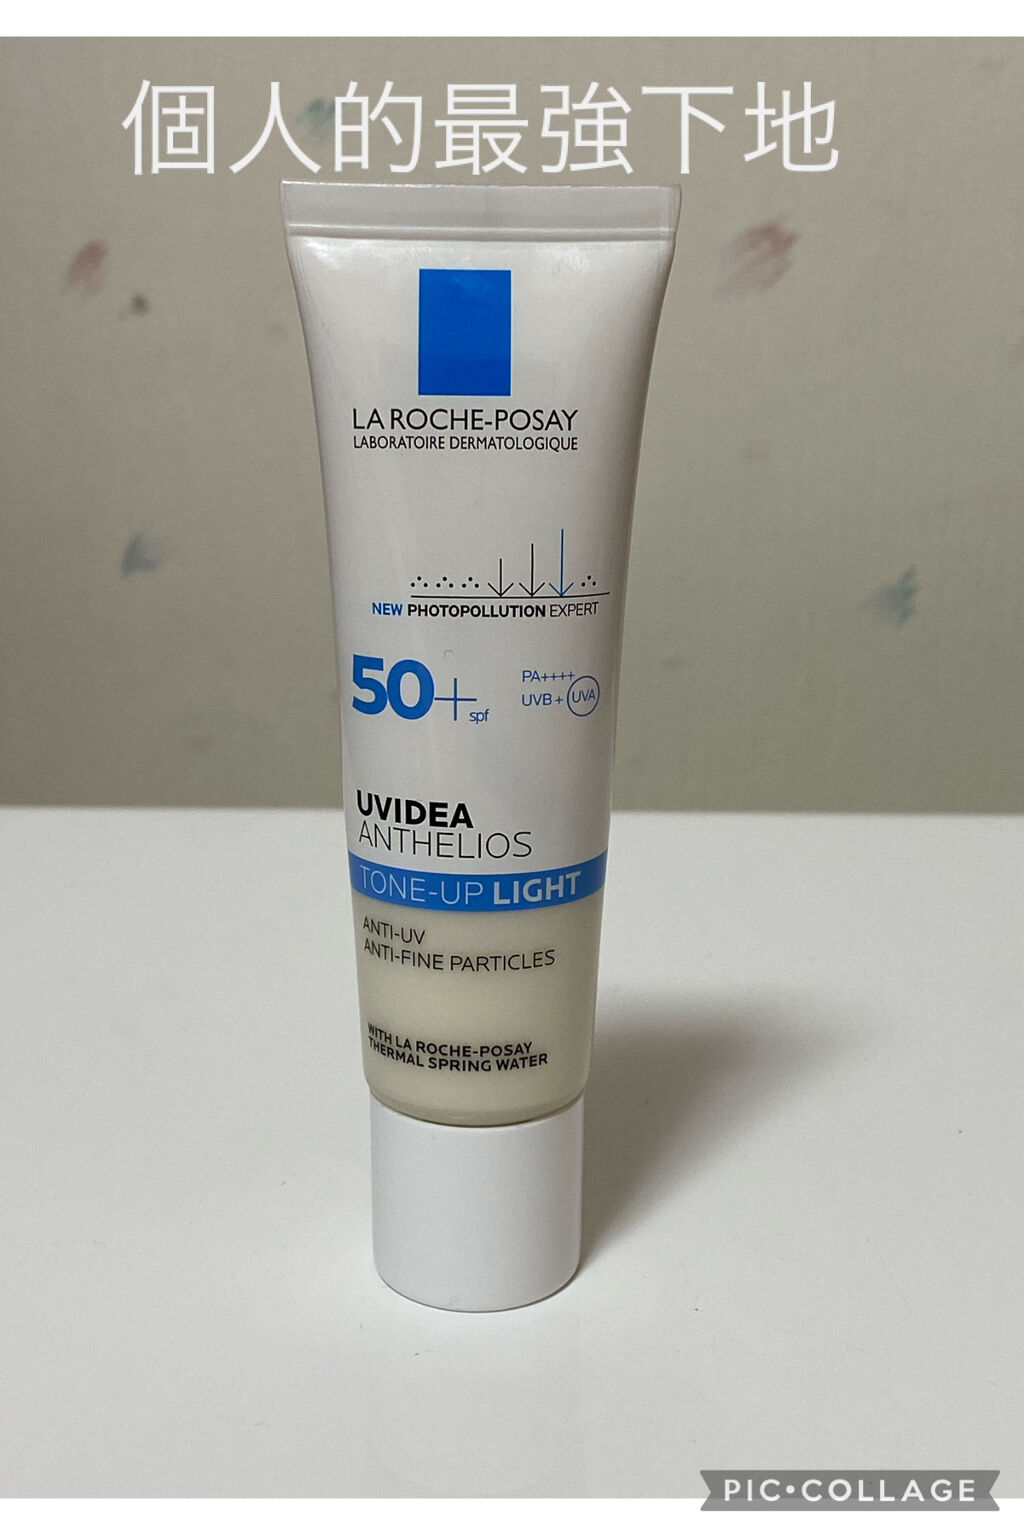 個人的最強下地
LA ROCHE-POSAY
LABORATOIRE DERMATOLOGIQUE
NEW PHOTOPOLLUTION EXPERT
50+ spf
PA++++
UVB + UVA
UVIDEA
ANTHELIOS
TONE-UP LIGHT
ANTI-UV
ANTI-FINE PARTICLES
WITH LA ROCHE-POSAY
THERMAL SPRING WATER
PIC•COLLAGE